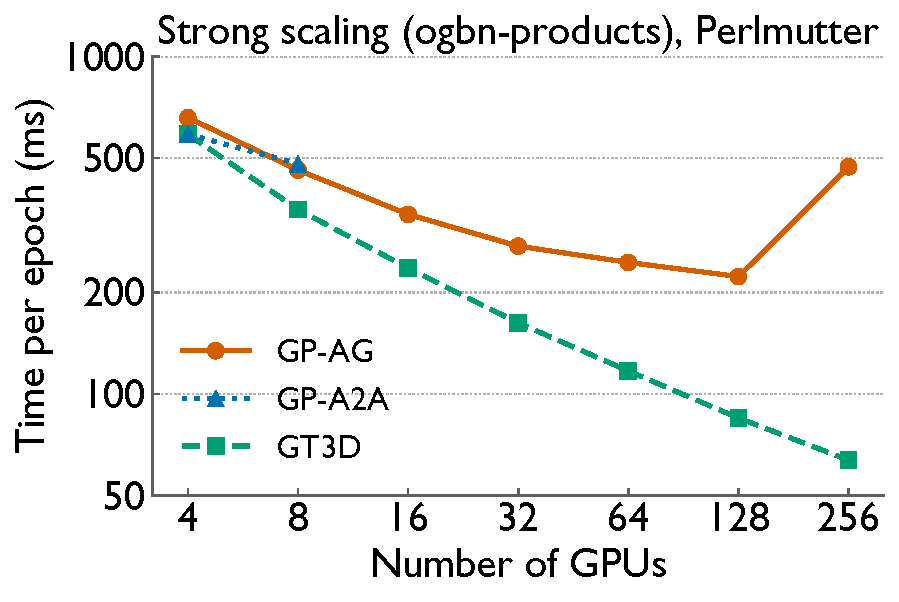 Strong scaling (ogbn-products), Perlmutter
Time per epoch (ms)
1000
500
200
100
50
GP-AG
GP-A2A
GT3D
4 8 16 32 64 128 256
Number of GPUs